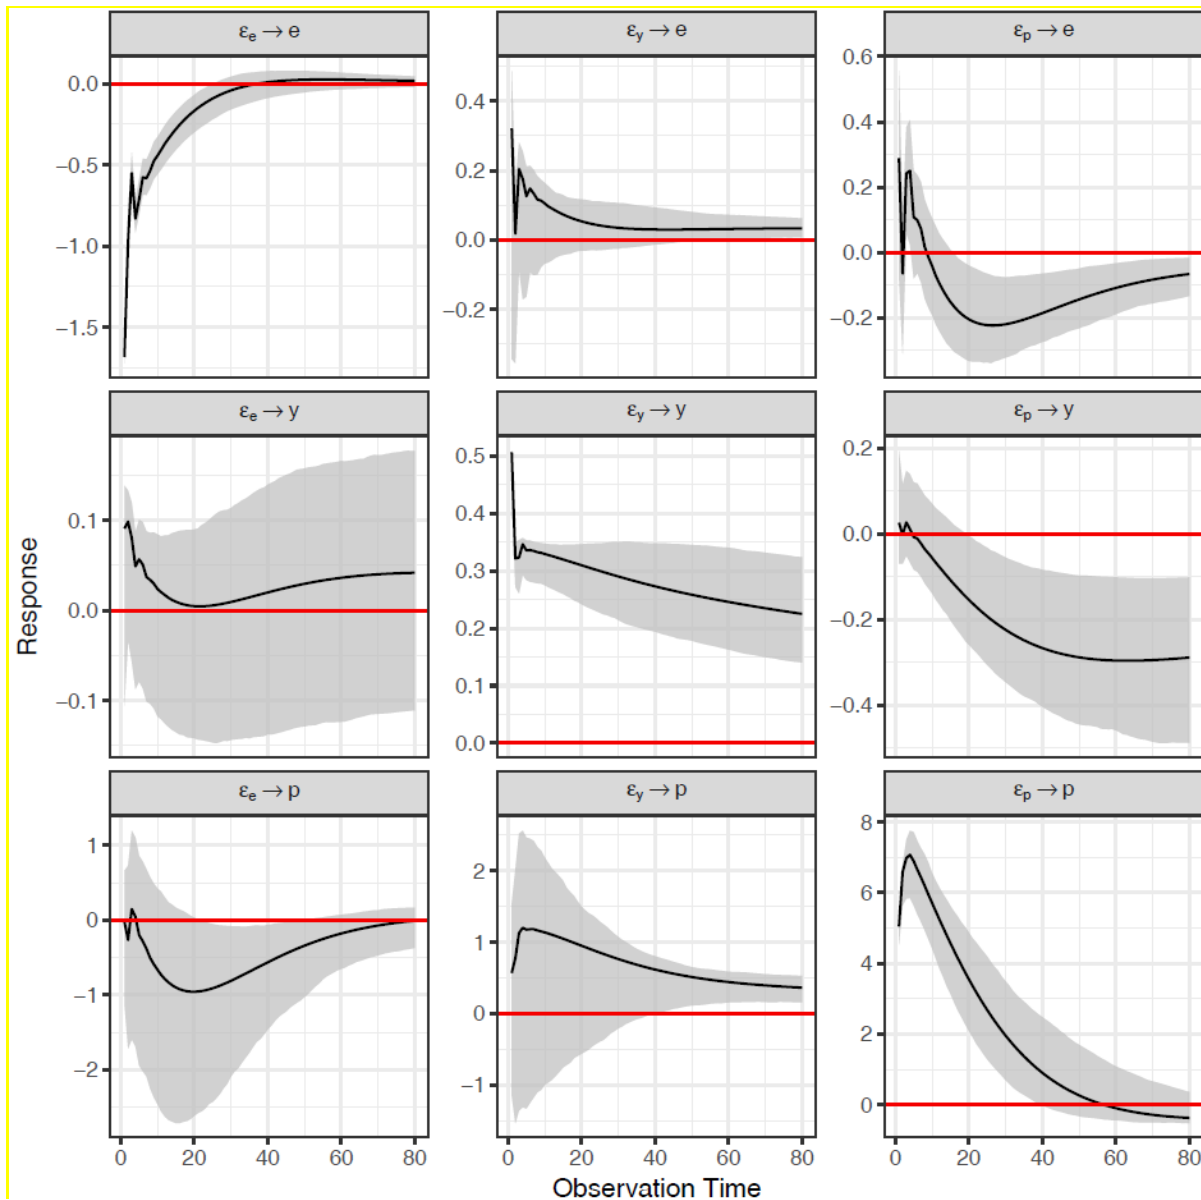 εe → e
εy → e
εp → e
0.0
−0.5
−1.0
−1.5
0.4
0.2
0.0
−0.2
0.6
0.4
0.2
0.0
−0.2
εe → y
εy → y
εp → y
0.1
0.0
−0.1
0.5
0.4
0.3
0.2
0.1
0.0
0.2
0.0
−0.2
−0.4
Response
εe → p
εy → p
εp → p
1
0
−1
−2
2
1
0
−1
8
6
4
2
0
0 20 40 60 80
0 20 40 60 80
0 20 40 60 80
Observation Time